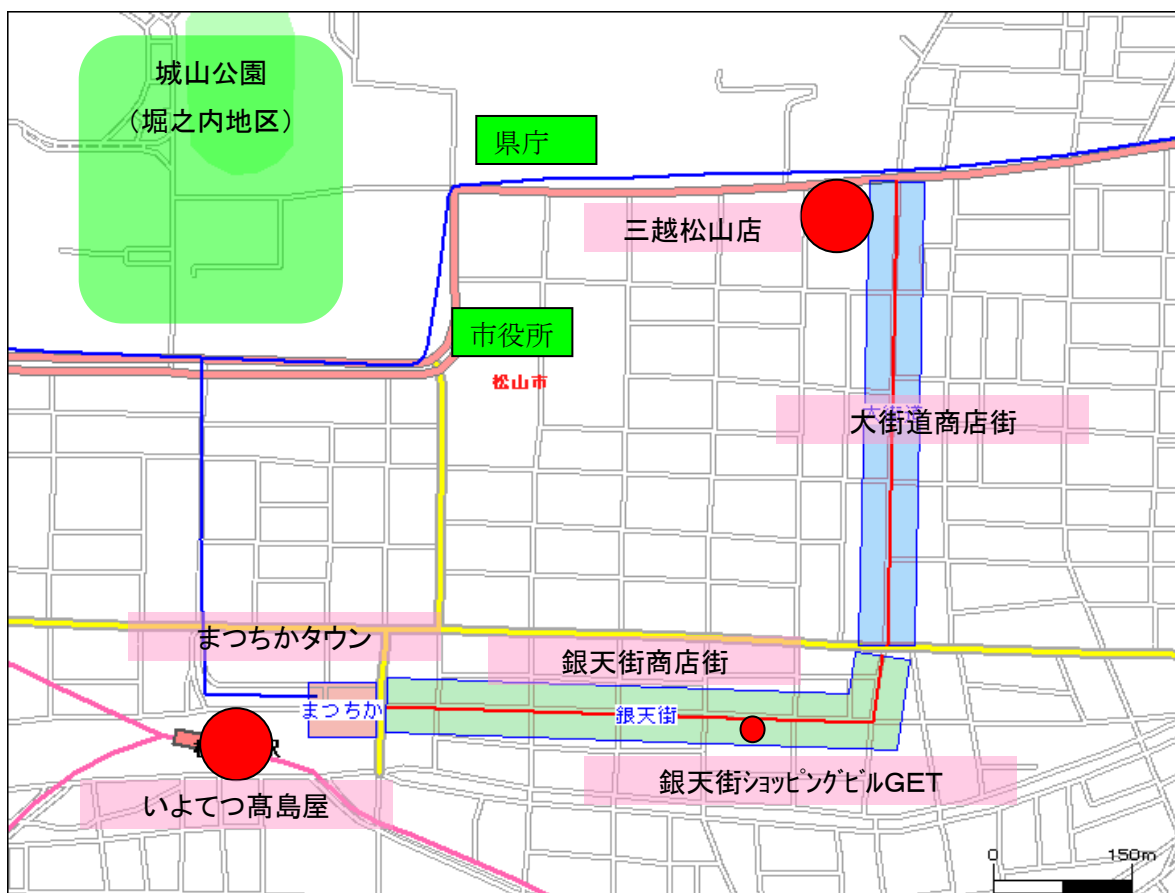 城山公園
（堀之内地区）
県庁
三越松山店
市役所
松山市
大街道商店街
まつちかタウン
銀天街商店街
まつちか
銀天街
銀天街ショッピングビルGET
いよてつ髙島屋
0 150m